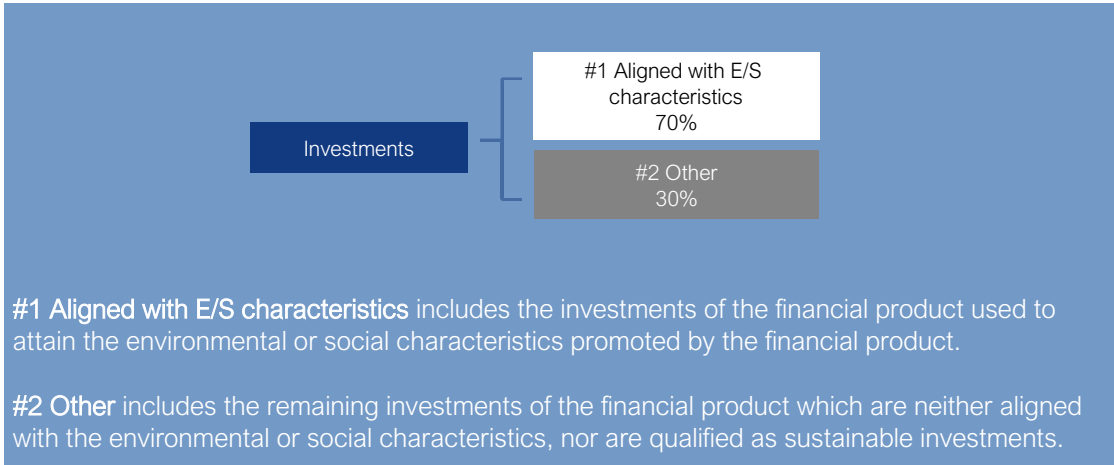 Investments
#1 Aligned with E/S
characteristics
70%
#2 Other
30%
#1 Aligned with E/S characteristics includes the investments of the financial product used to
attain the environmental or social characteristics promoted by the financial product.
#2 Other includes the remaining investments of the financial product which are neither aligned
with the environmental or social characteristics, nor are qualified as sustainable investments.